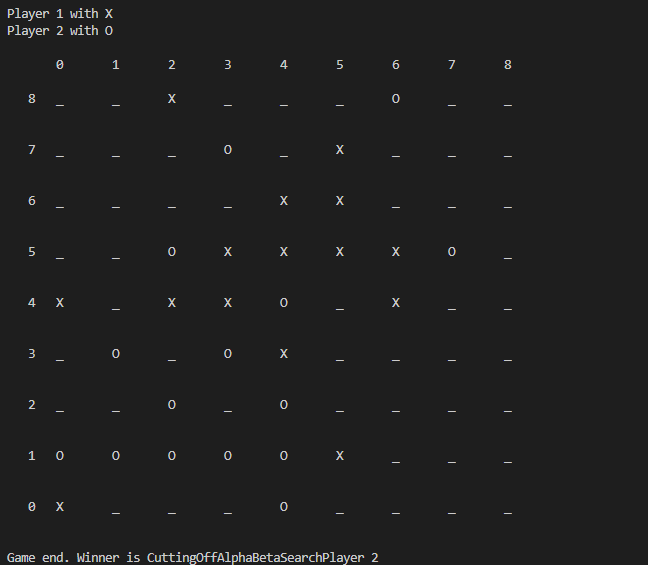 Player 1 with X
Player 2 with O
0 1 2 3 4 5 6 7 8
8 _ _ X _ _ _ O _ _
7 _ _ _ O _ X _ _ _
6 _ _ _ _ X X _ _ _
5 _ _ O X X X X O _
4 X _ X X O _ X _ _
3 _ O _ O X _ _ _ _
2 _ _ O _ O _ _ _ _
1 O O O O O X _ _ _
0 X _ _ _ O _ _ _ _
Game end. Winner is CuttingOffAlphaBetaSearchPlayer 2